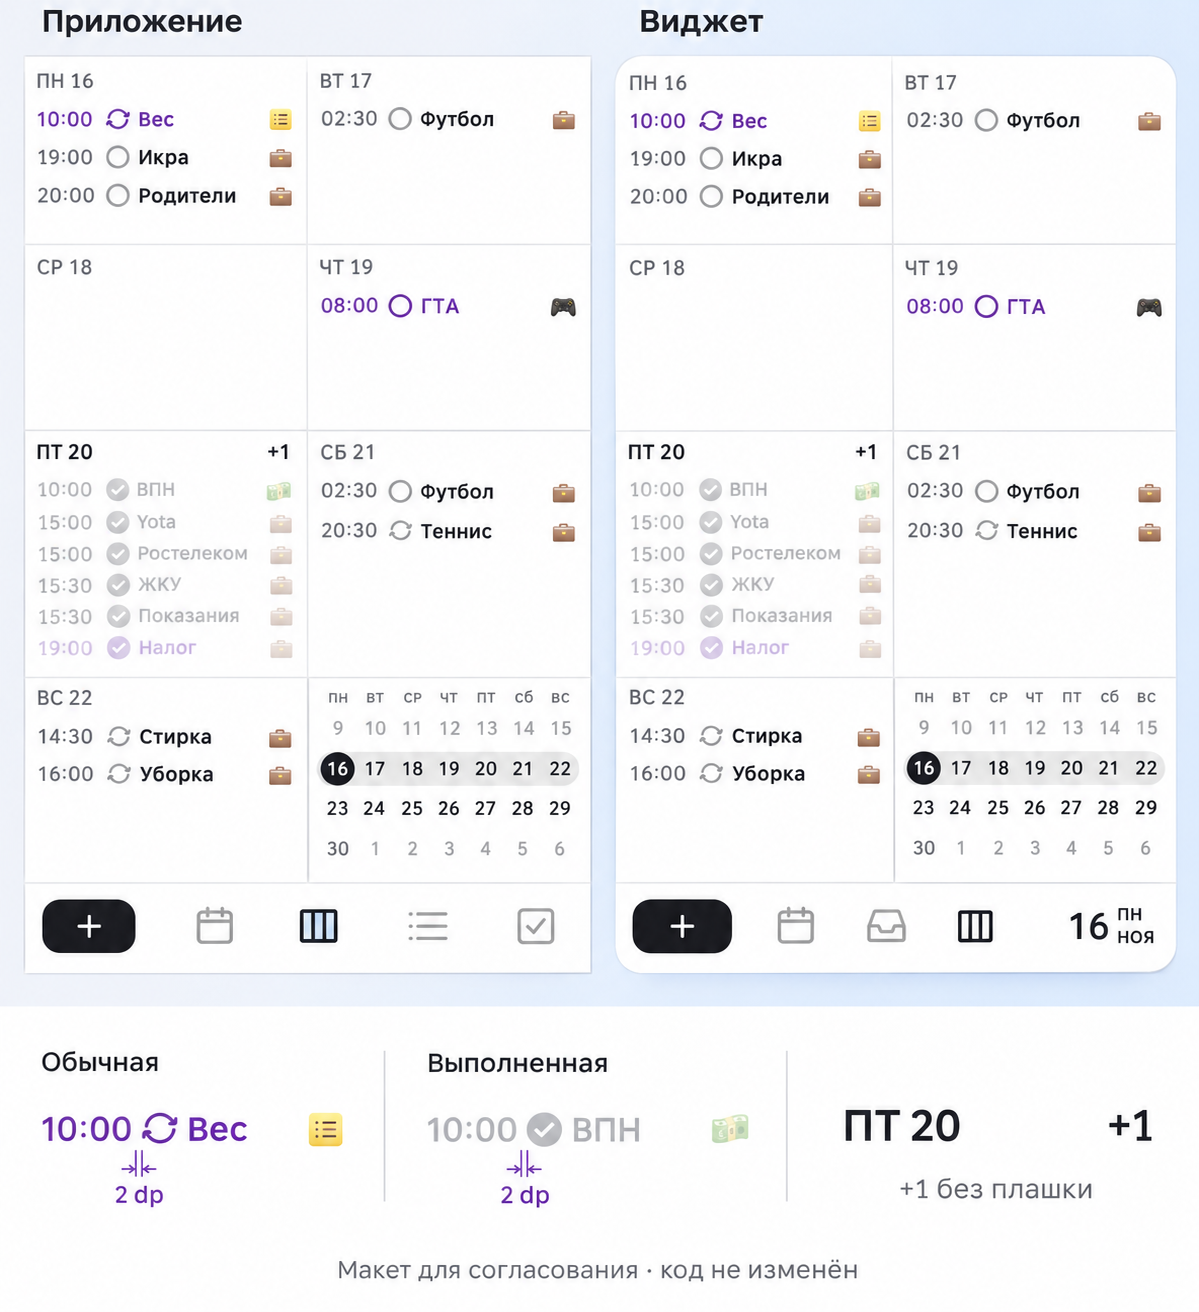 Приложение
ПН 16
10:00 Вес
19:00 Икра
20:00 Родители
ВТ 17
02:30 Футбол
СР 18
ЧТ 19
08:00 ГТА
ПТ 20 +1
10:00 ВПН
15:00 Yota
15:00 Ростелеком
15:30 ЖКУ
15:30 Показания
19:00 Налог
СБ 21
02:30 Футбол
20:30 Теннис
ВС 22
14:30 Стирка
16:00 Уборка
ПН ВТ СР ЧТ ПТ Сб ВС
9 10 11 12 13 14 15
16 17 18 19 20 21 22
23 24 25 26 27 28 29
30 1 2 3 4 5 6
+
Виджет
ПН 16
10:00 Вес
19:00 Икра
20:00 Родители
ВТ 17
02:30 Футбол
СР 18
ЧТ 19
08:00 ГТА
ПТ 20 +1
10:00 ВПН
15:00 Yota
15:00 Ростелеком
15:30 ЖКУ
15:30 Показания
19:00 Налог
СБ 21
02:30 Футбол
20:30 Теннис
ВС 22
14:30 Стирка
16:00 Уборка
ПН ВТ СР ЧТ ПТ Сб ВС
9 10 11 12 13 14 15
16 17 18 19 20 21 22
23 24 25 26 27 28 29
30 1 2 3 4 5 6
+
16 ПН
НОЯ
Обычная
10:00 Вес
2 dp
Выполненная
10:00 ВПН
2 dp
ПТ 20 +1
+1 без плашки
Макет для согласования · код не изменён